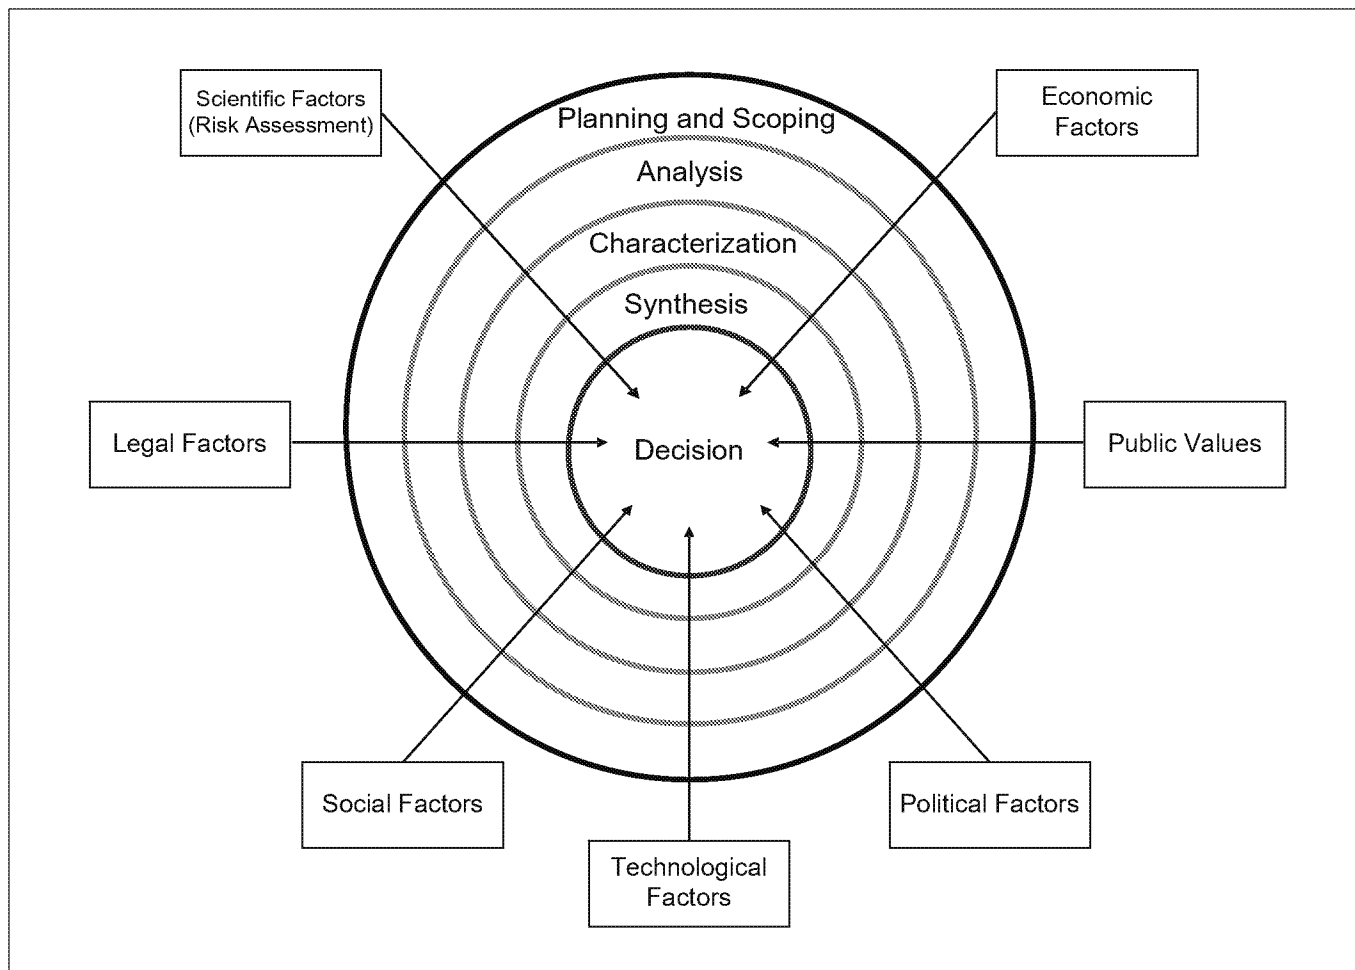 Scientific Factors
(Risk Assessment)
Economic
Factors
Planning and Scoping
Analysis
Characterization
Synthesis
Decision
Legal Factors
Public Values
Social Factors
Political Factors
Technological
Factors